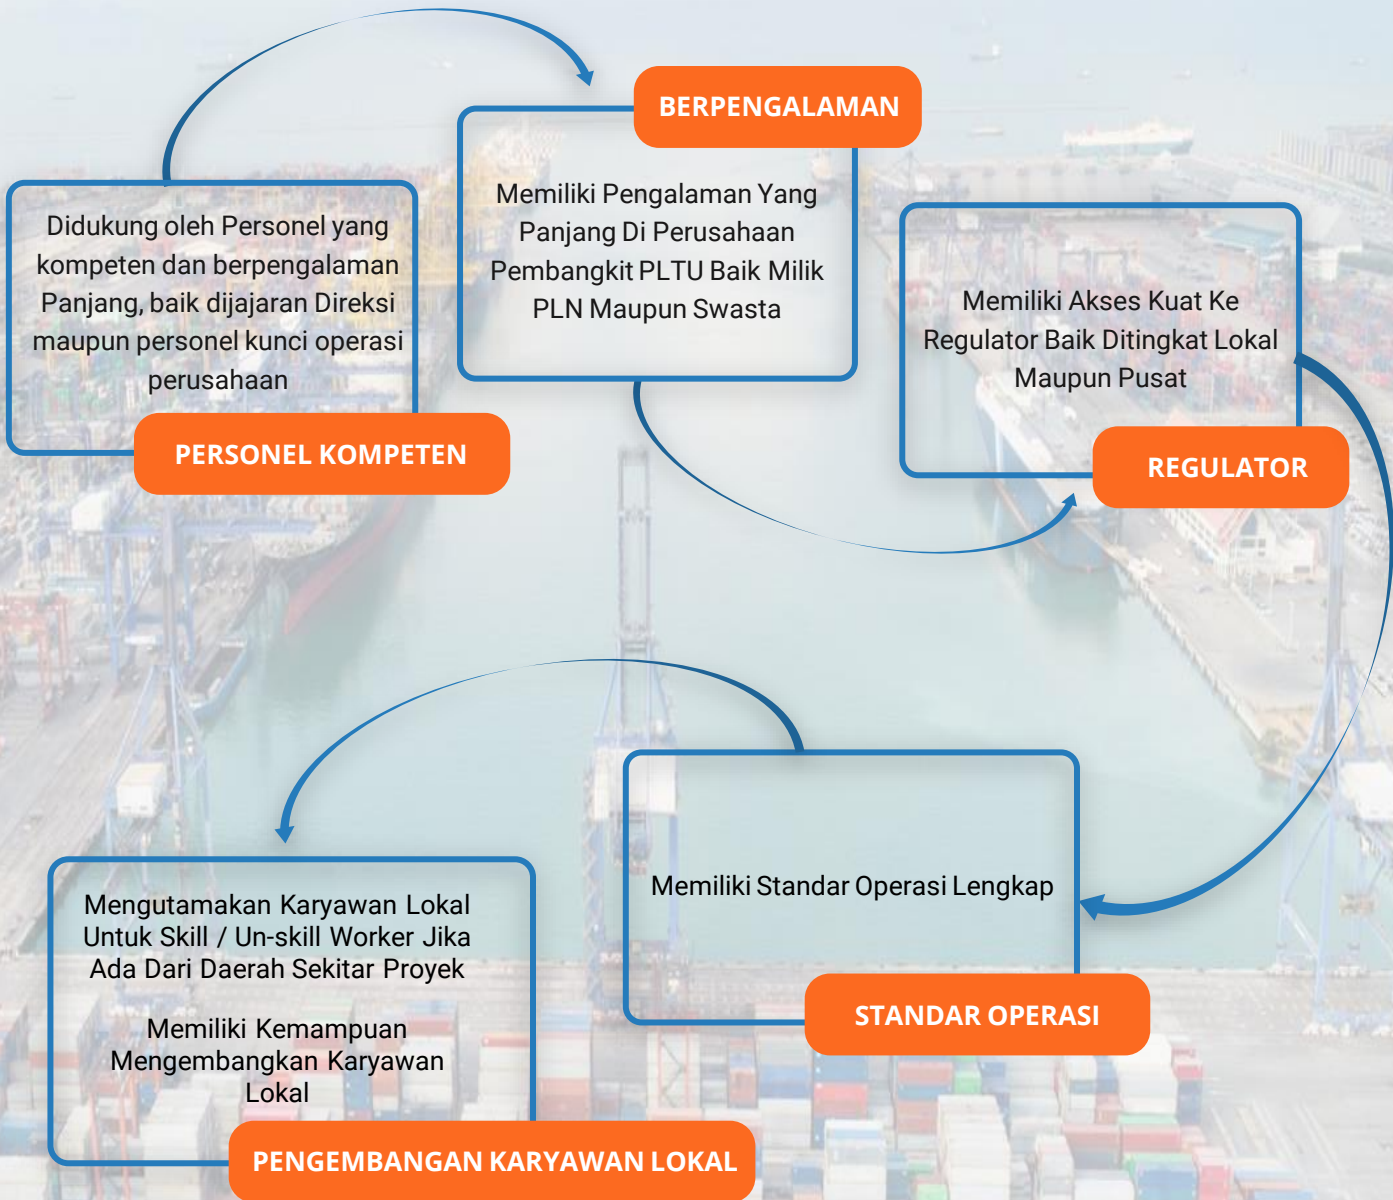 Didukung oleh Personel yang
kompeten dan berpengalaman
Panjang, baik dijajaran Direksi
maupun personel kunci operasi
perusahaan
PERSONEL KOMPETEN
BERPENGALAMAN
Memiliki Pengalaman Yang
Panjang Di Perusahaan
Pembangkit PLTU Baik Milik
PLN Maupun Swasta
Memiliki Akses Kuat Ke
Regulator Baik Ditingkat Lokal
Maupun Pusat
REGULATOR
Memiliki Standar Operasi Lengkap
STANDAR OPERASI
Mengutamakan Karyawan Lokal
Untuk Skill / Un-skill Worker Jika
Ada Dari Daerah Sekitar Proyek
Memiliki Kemampuan
Mengembangkan Karyawan
Lokal
PENGEMBANGAN KARYAWAN LOKAL